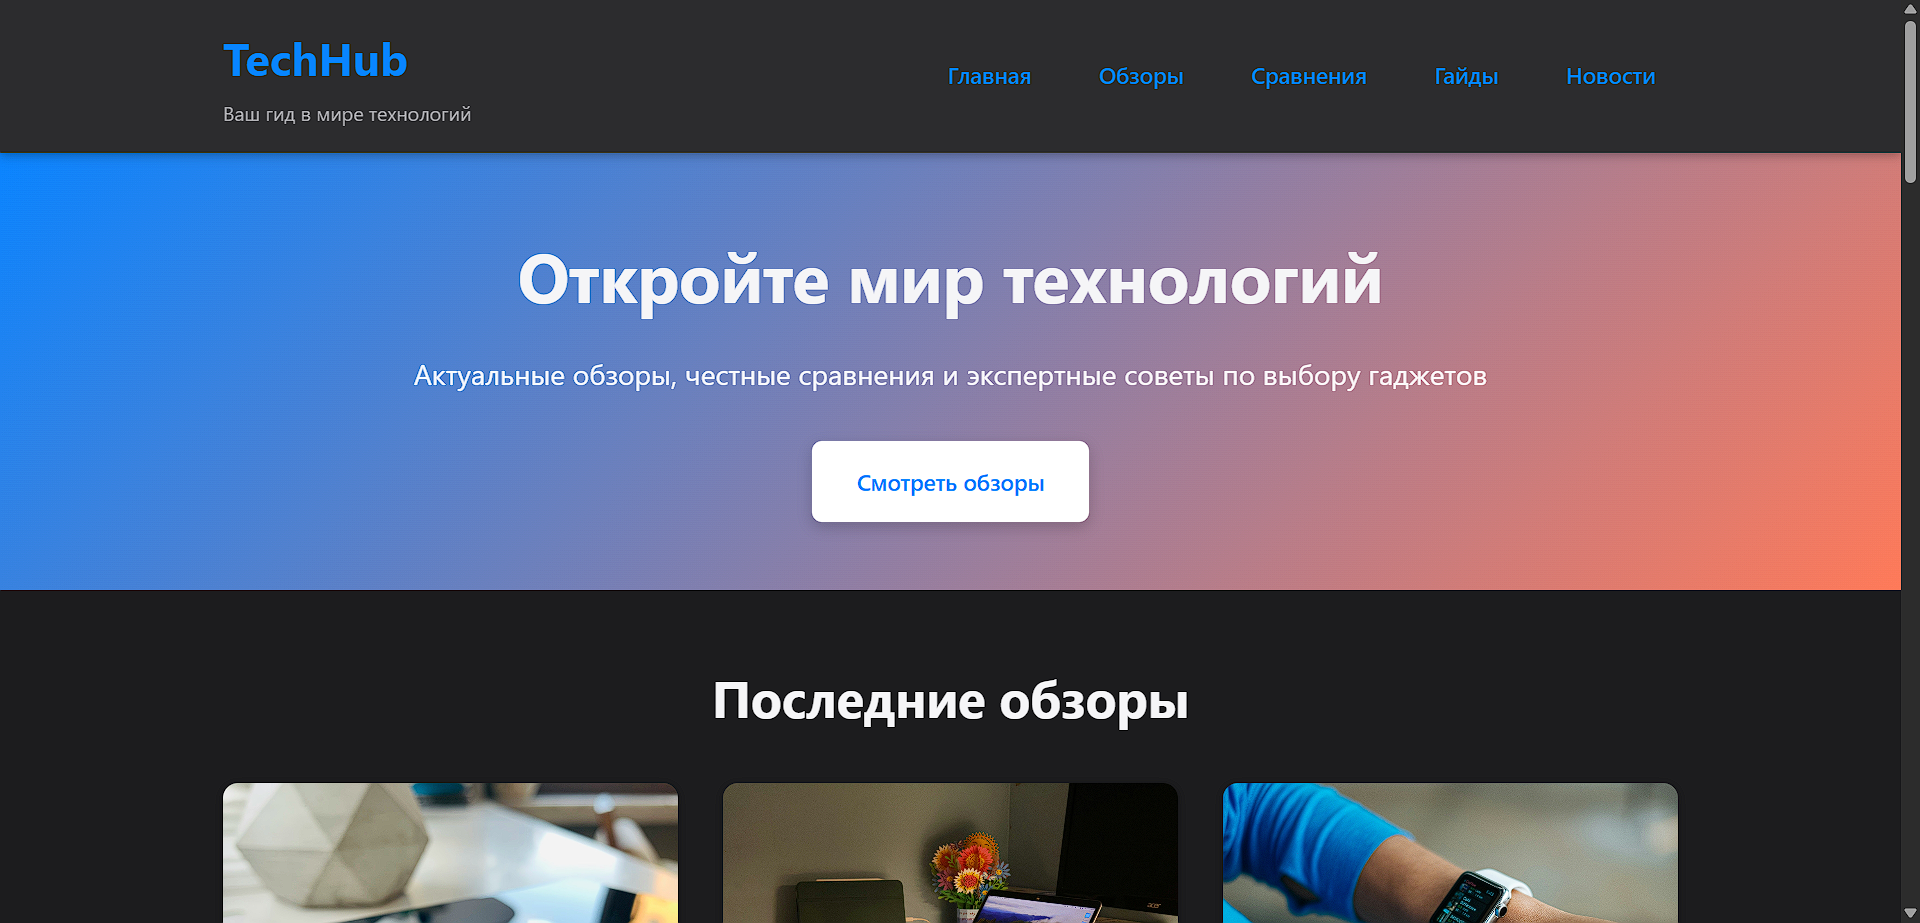 TechHub
Ваш гид в мире технологий
Главная
Обзоры
Сравнения
Гайды
Новости
Откройте мир технологий
Актуальные обзоры, честные сравнения и экспертные советы по выбору гаджетов
Смотреть обзоры
Последние обзоры
acer